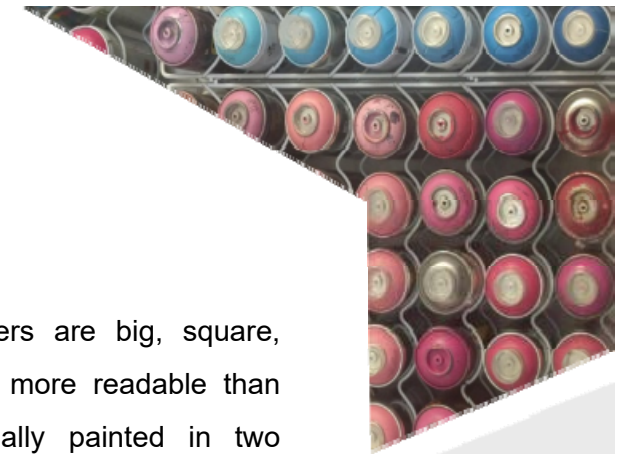 ers are big, square,
more readable than
ally painted in two